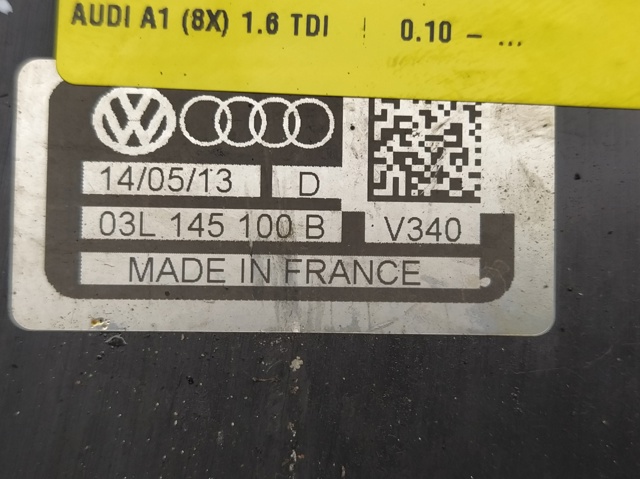 AUDI A1 (8X) 1.6 TDI | 0.10 - ...
14/05/13 D
03L 145 100 B V340
MADE IN FRANCE